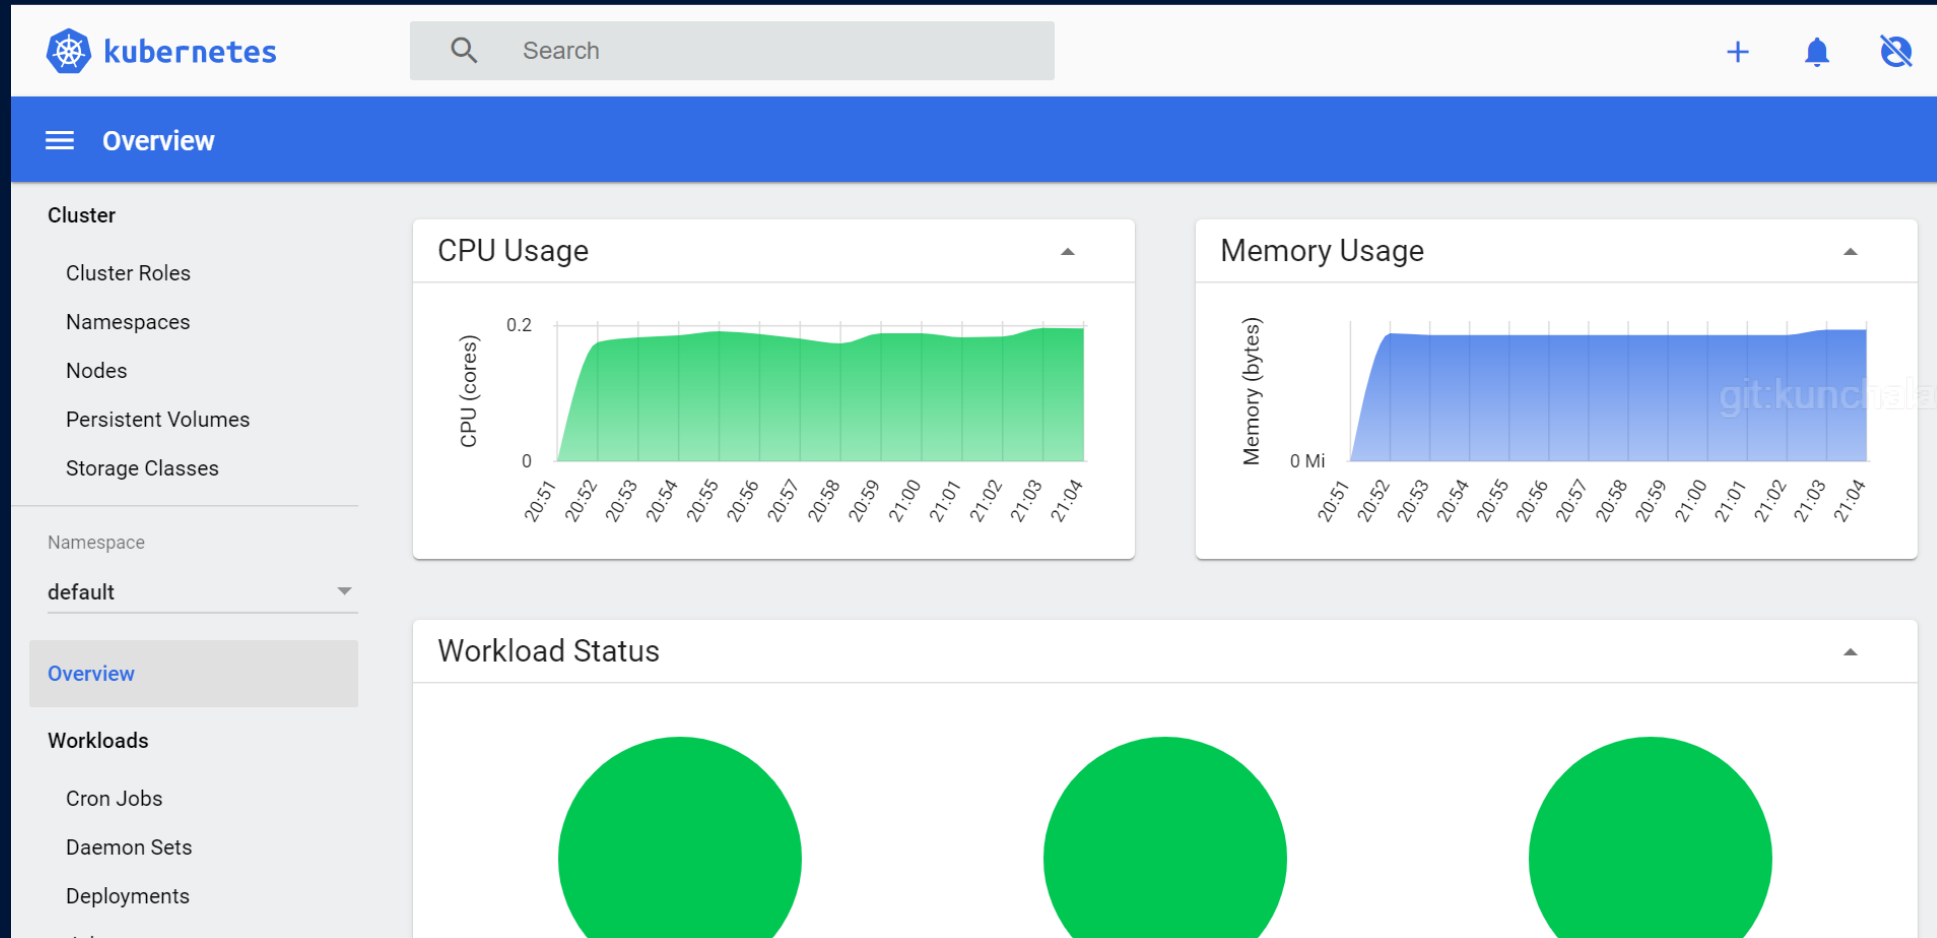 kubernetes
Search
Overview
Cluster
Cluster Roles
Namespaces
Nodes
Persistent Volumes
Storage Classes
Namespace
default
Overview
Workloads
Cron Jobs
Daemon Sets
Deployments
CPU Usage
CPU (cores)
0.2
0
20:51 20:52 20:53 20:54 20:55 20:56 20:57 20:58 20:59 21:00 21:01 21:02 21:03 21:04
Memory Usage
Memory (bytes)
0 Mi
20:51 20:52 20:53 20:54 20:55 20:56 20:57 20:58 20:59 21:00 21:01 21:02 21:03 21:04
Workload Status